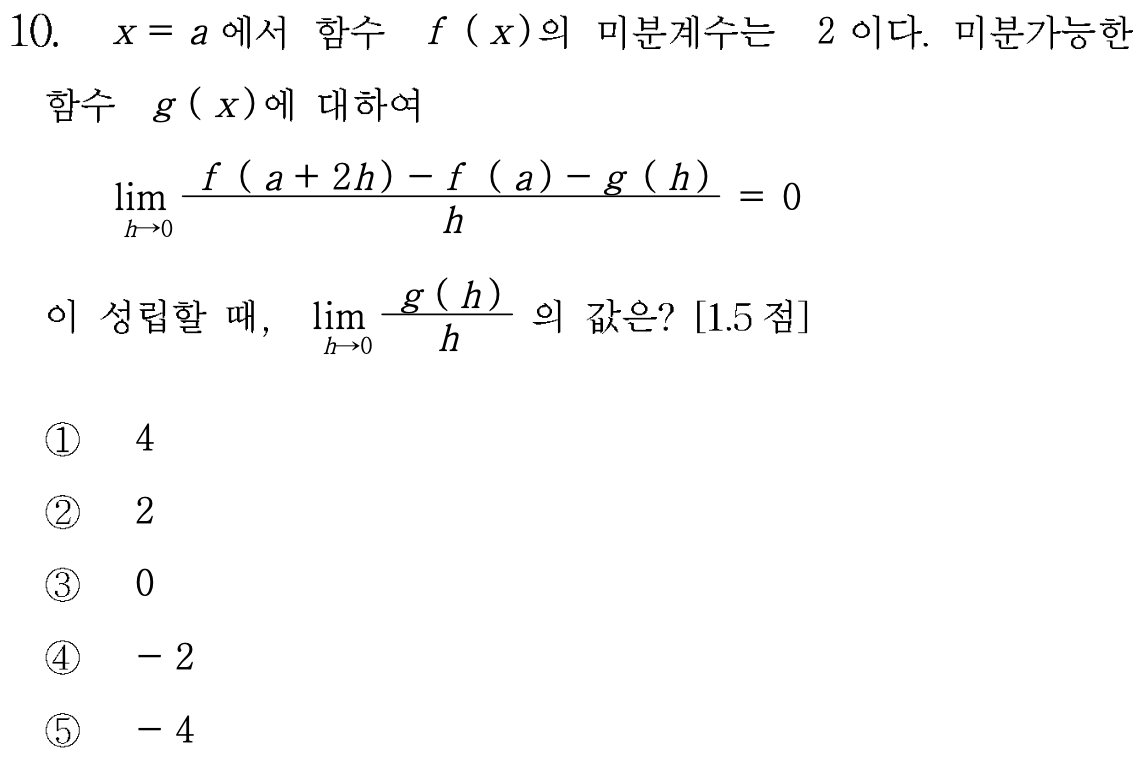 10. x = a 에서 함수 f ( x)의 미분계수는 2 이다. 미분가능한
함수 g ( x)에 대하여
lim_{h→0} \frac{f ( a + 2h) − f ( a) − g ( h)}{h} = 0
이 성립할 때, lim_{h→0} \frac{g ( h)}{h} 의 값은? [1.5 점]
① 4
② 2
③ 0
④ − 2
⑤ − 4